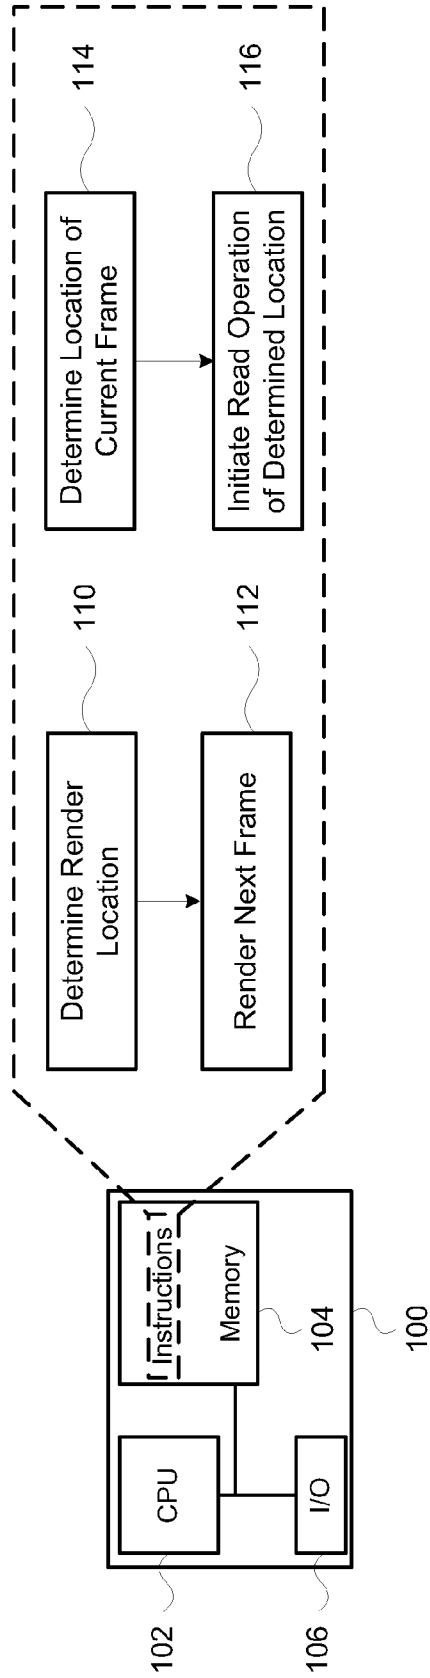 102
CPU
106
I/O
Instructions
Memory
104
100
Determine Render
Location
110
Render Next Frame
112
Determine Location of
Current Frame
114
Initiate Read Operation
of Determined Location
116